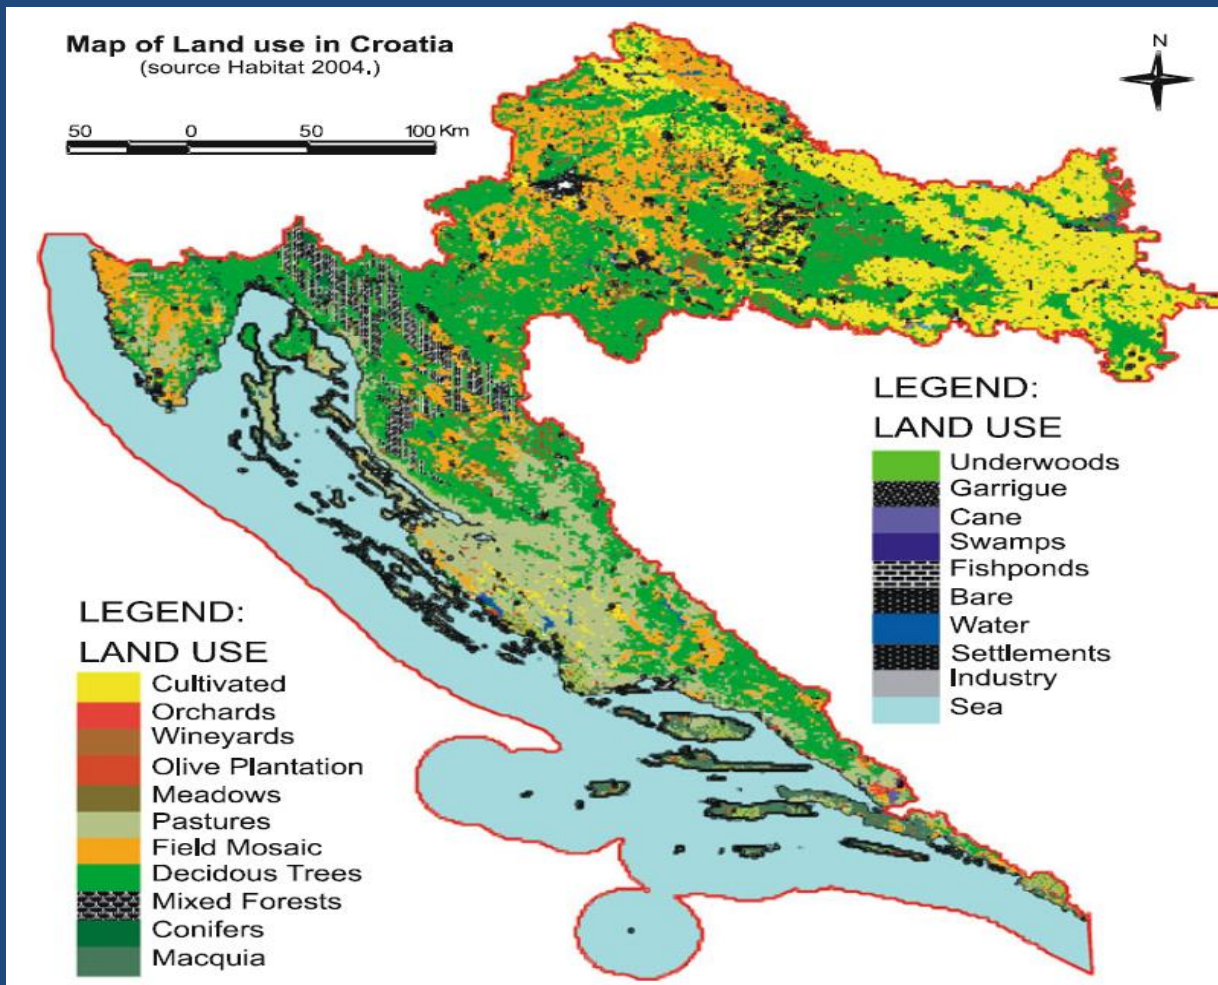 Map of Land use in Croatia
(source Habitat 2004.)
N
50 0 50 100 Km
LEGEND:
LAND USE
Underwoods
Garrigue
Cane
Swamps
Fishponds
Bare
Water
Settlements
Industry
Sea
LEGEND:
LAND USE
Cultivated
Orchards
Wineyards
Olive Plantation
Meadows
Pastures
Field Mosaic
Decidous Trees
Mixed Forests
Conifers
Macquia